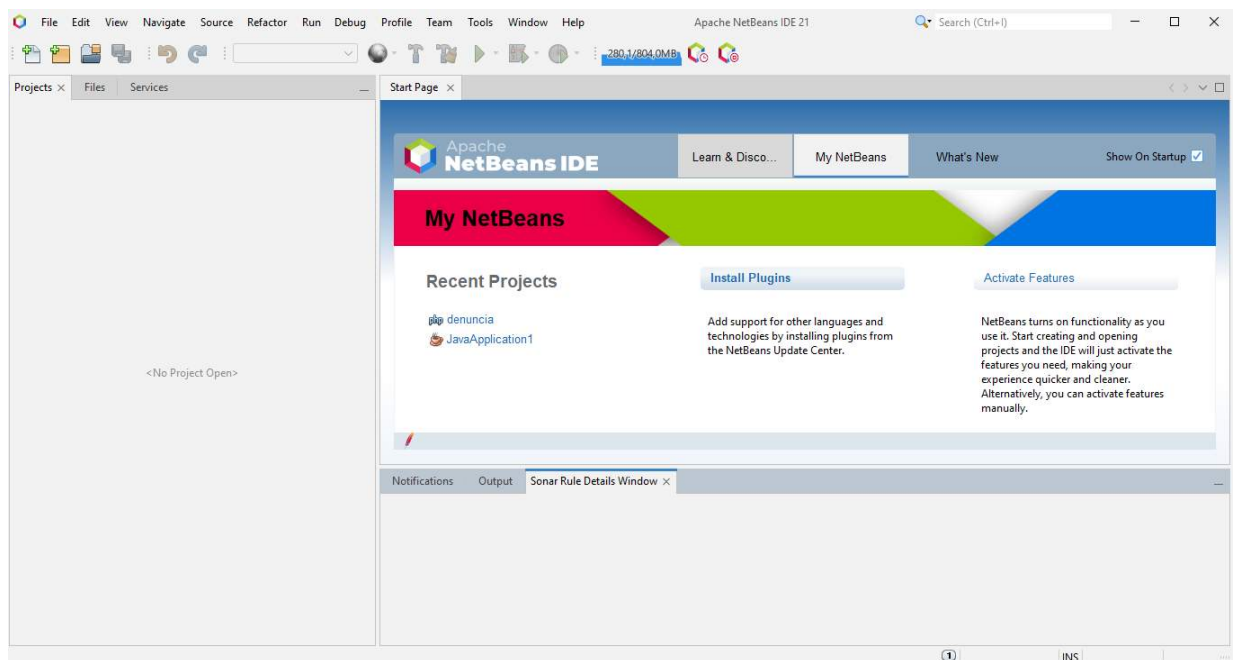 File Edit View Navigate Source Refactor Run Debug Profile Team Tools Window Help Apache NetBeans IDE 21 Search (Ctrl+I)
280,1/804,0MB
Projects Files Services
Start Page
Apache
NetBeans IDE
Learn & Disco... My NetBeans What's New Show On Startup
My NetBeans
Recent Projects
php denuncia
JavaApplication1
Install Plugins
Add support for other languages and
technologies by installing plugins from
the NetBeans Update Center.
Activate Features
NetBeans turns on functionality as you
use it. Start creating and opening
projects and the IDE will just activate the
features you need, making your
experience quicker and cleaner.
Alternatively, you can activate features
manually.
<No Project Open>
Notifications Output Sonar Rule Details Window
1 INS